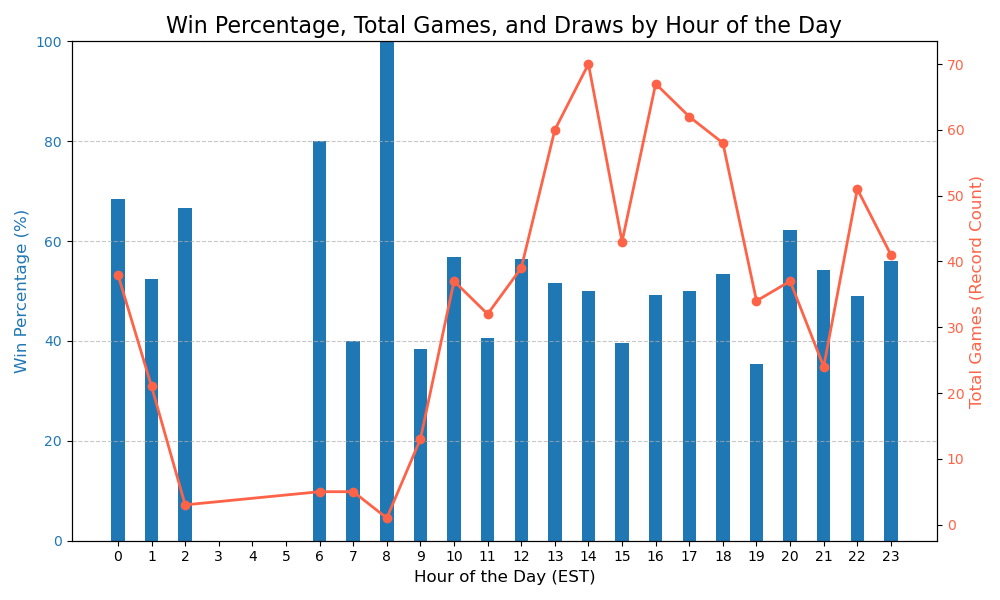 Win Percentage, Total Games, and Draws by Hour of the Day
Win Percentage (%)
100
80
60
40
20
0
70
60
50
40
30
20
10
0
Total Games (Record Count)
0 1 2 3 4 5 6 7 8 9 10 11 12 13 14 15 16 17 18 19 20 21 22 23
Hour of the Day (EST)